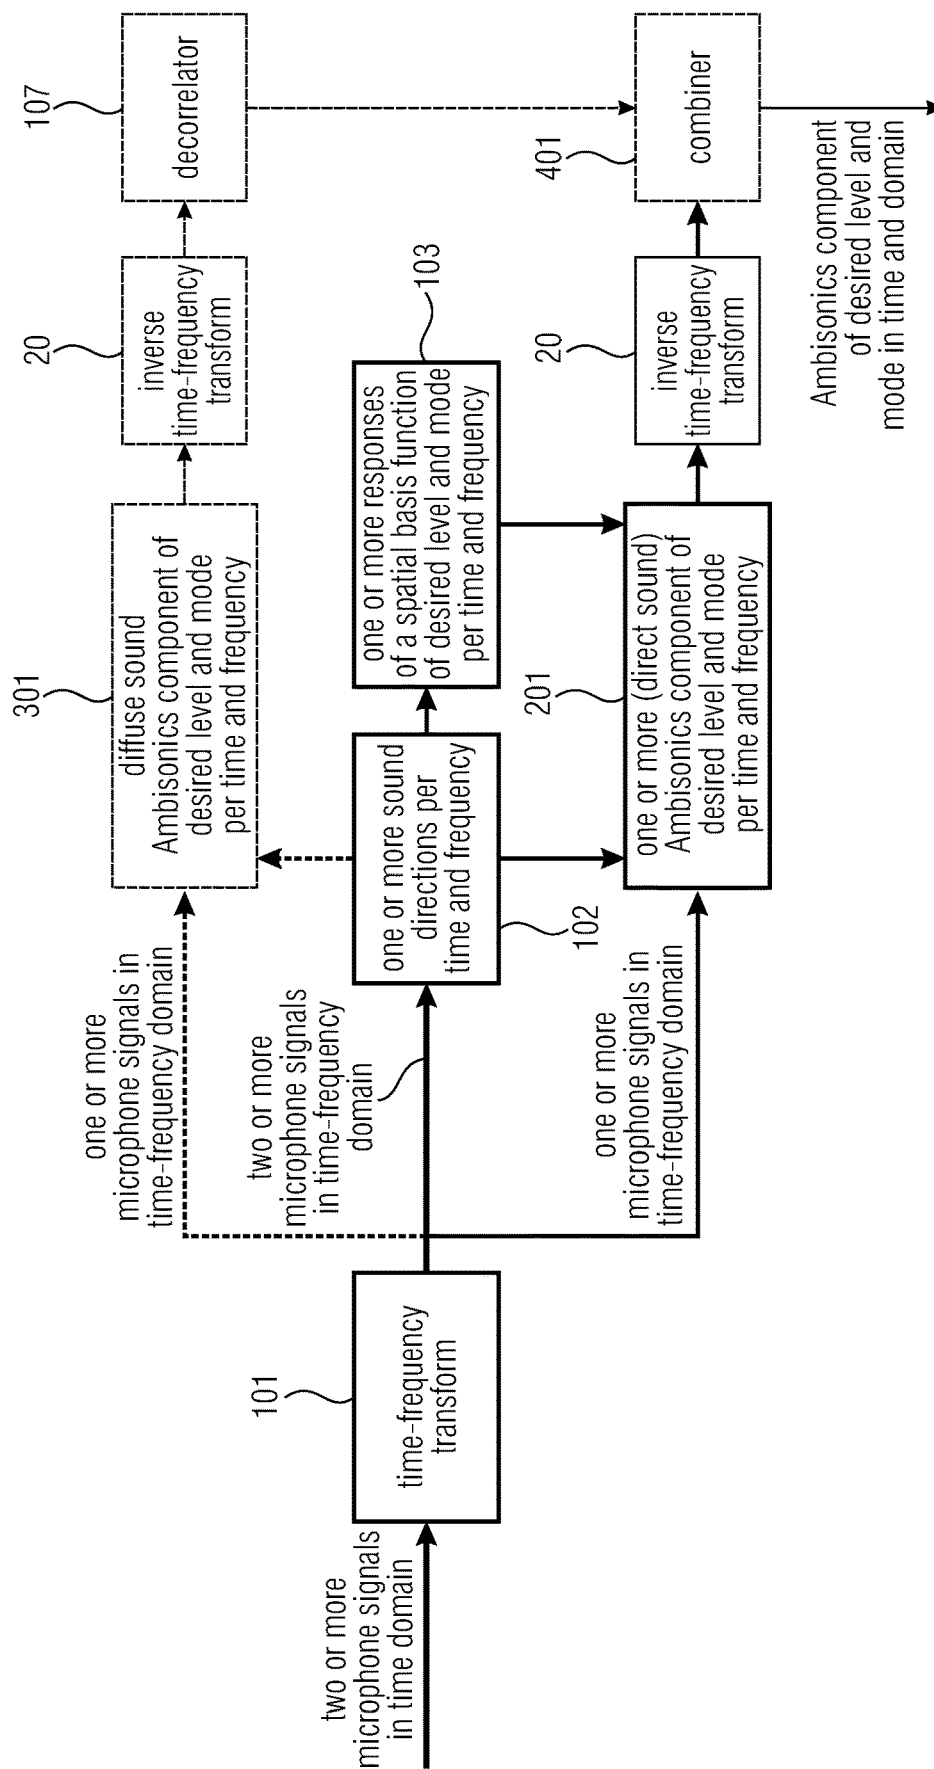 two or more
microphone signals
in time domain
101
time-frequency
transform
one or more
microphone signals in
time-frequency domain
two or more
microphone signals
in time-frequency
domain
one or more
microphone signals in
time-frequency domain
301
diffuse sound
Ambisonics component of
desired level and mode
per time and frequency
one or more sound
directions per
time and frequency
102
one or more responses
of a spatial basis function
of desired level and mode
per time and frequency
103
201
one or more (direct sound)
Ambisonics component of
desired level and mode
per time and frequency
20
inverse
time-frequency
transform
20
inverse
time-frequency
transform
107
decorrelator
401
combiner
Ambisonics component
of desired level and
mode in time and domain